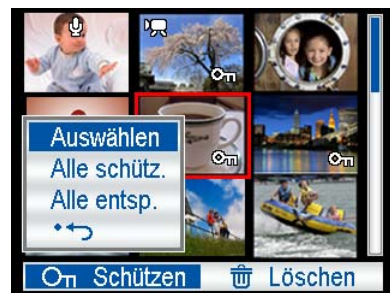 Auswählen
Alle schütz.
Alle entsp.
Schützen
Löschen